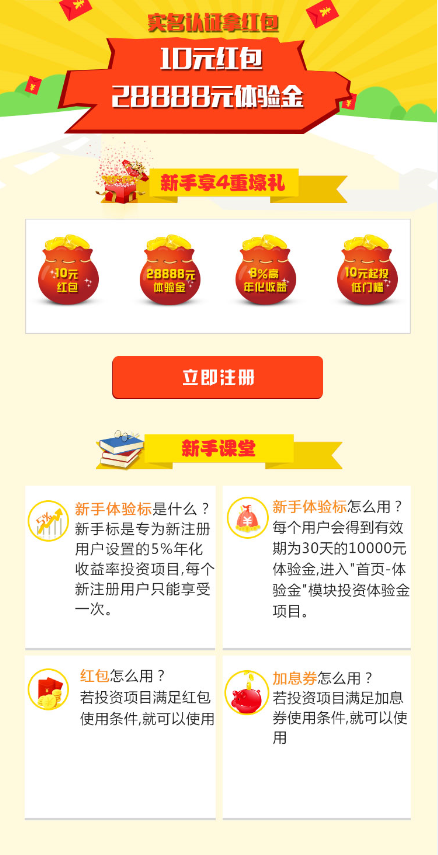 实名认证拿红包
10元红包
28888元体验金
新手享4重壕礼
10元
红包
28888元
体验金
8%高
年化收益
10元起投
低门槛
立即注册
新手课堂
新手体验标是什么？
新手标是专为新注册
用户设置的5%年化
收益率投资项目,每个
新注册用户只能享受
一次。
新手体验标怎么用？
每个用户会得到有效
期为30天的10000元
体验金,进入"首页-体
验金"模块投资体验金
项目。
红包怎么用？
若投资项目满足红包
使用条件,就可以使用
加息券怎么用？
若投资项目满足加息
券使用条件,就可以使
用